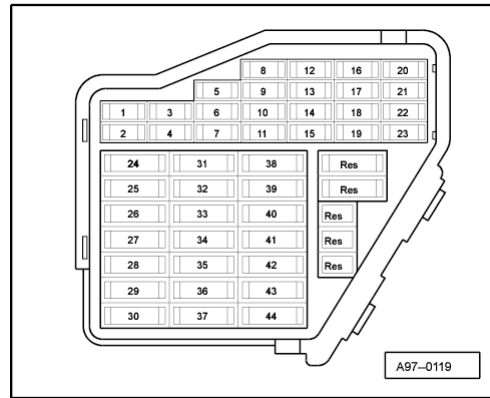 8 12 16 20
5 9 13 17 21
1 3 6 10 14 18 22
2 4 7 11 15 19 23
24 31 38 Res
25 32 39 Res
26 33 40 Res
27 34 41 Res
28 35 42 Res
29 36 43
30 37 44
A97--0119